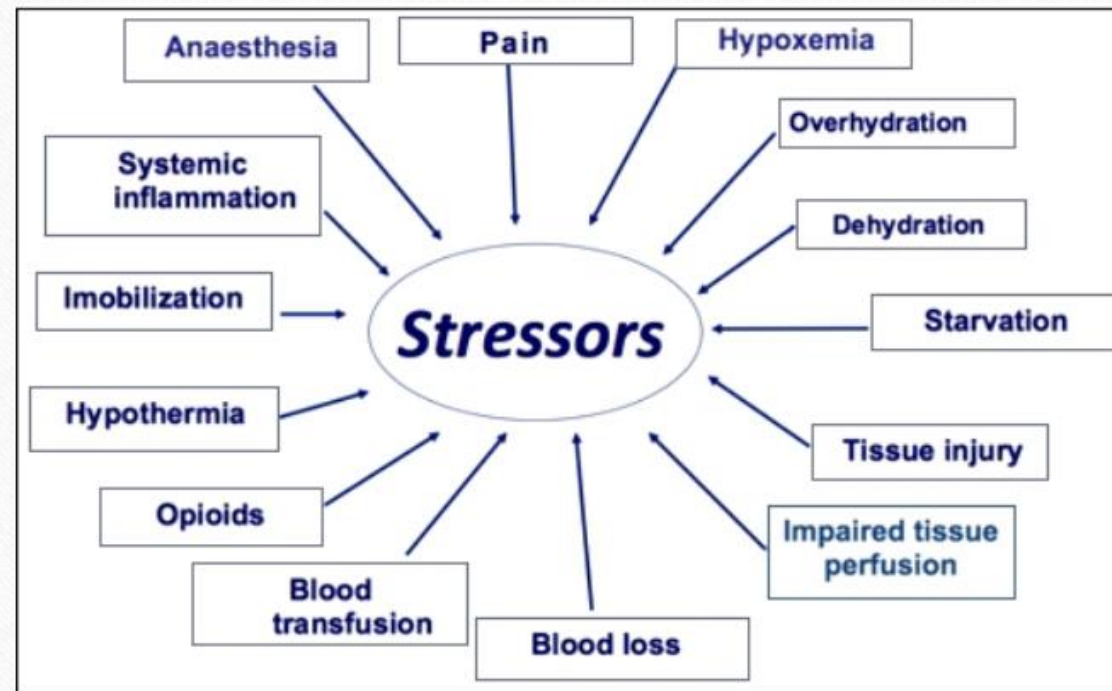 Anaesthesia
Pain
Hypoxemia
Overhydration
Systemic
inflammation
Dehydration
Imobilization
Starvation
Stressors
Hypothermia
Tissue injury
Opioids
Impaired tissue
perfusion
Blood
transfusion
Blood loss